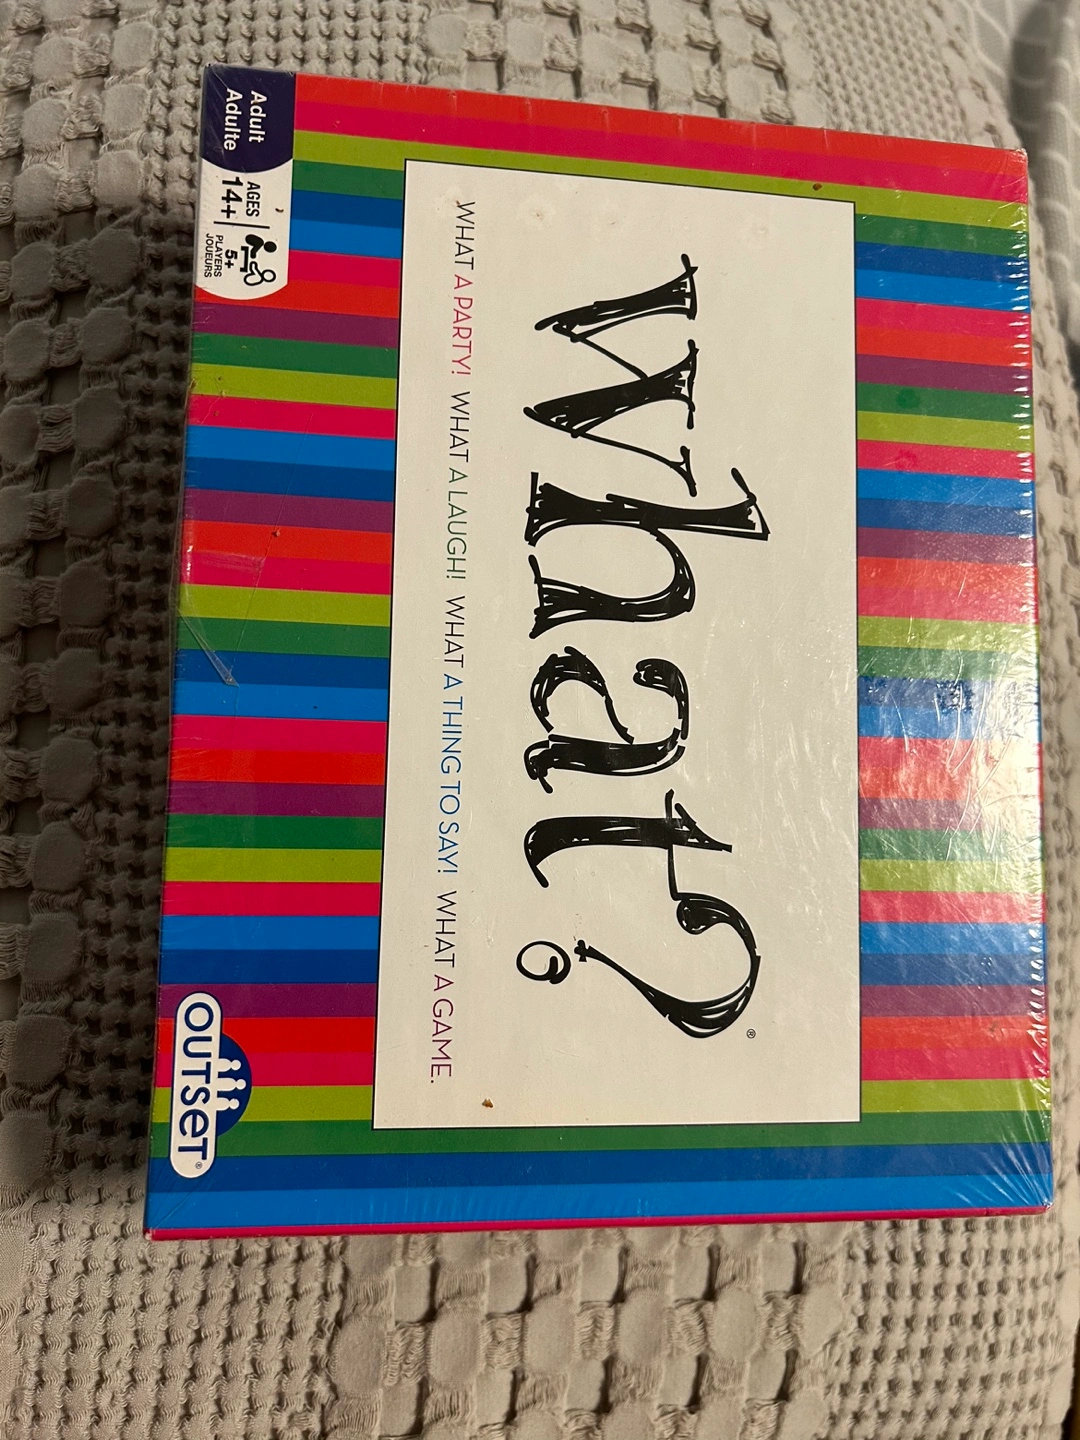 What?®
WHAT A PARTY! WHAT A LAUGH! WHAT A THING TO SAY! WHAT A GAME.
Adult
Adulte
AGES
14+
5+
PLAYERS
JOUEURS
OUTSET®